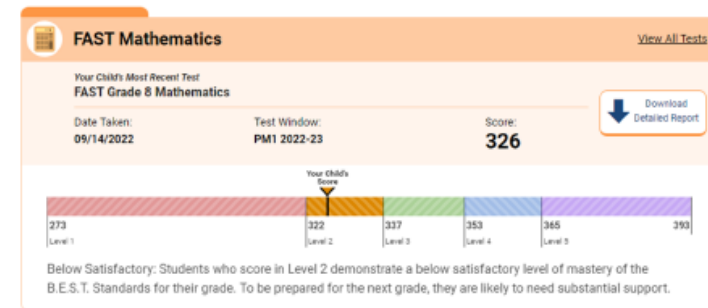 FAST Mathematics
View All Tests
Your Child's Most Recent Test
FAST Grade 8 Mathematics
Download
Detailed Report
Date Taken:
Test Window:
Score:
09/14/2022
PM1 2022-23
326
Your Child's
Score
273
322
337
353
365
393
Level 1
Level 2
Level 3
Level 4
Level 5
Below Satisfactory: Students who score in Level 2 demonstrate a below satisfactory level of mastery of the
B.E.S.T. Standards for their grade. To be prepared for the next grade, they are likely to need substantial support.